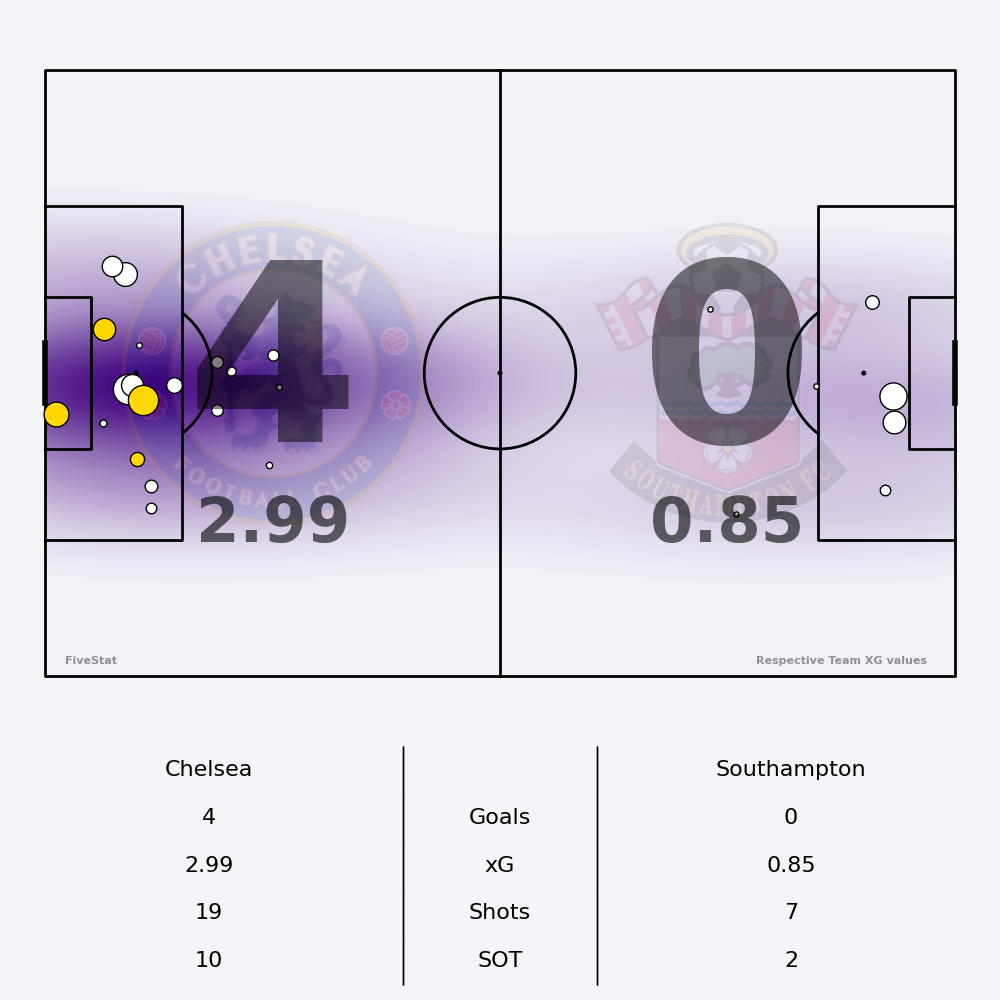 CHELSEA
FOOTBALL CLUB
4
0
SOUTHAMPTON FC
2.99
0.85
FiveStat
Respective Team XG values
Chelsea Southampton
4 Goals 0
2.99 xG 0.85
19 Shots 7
10 SOT 2